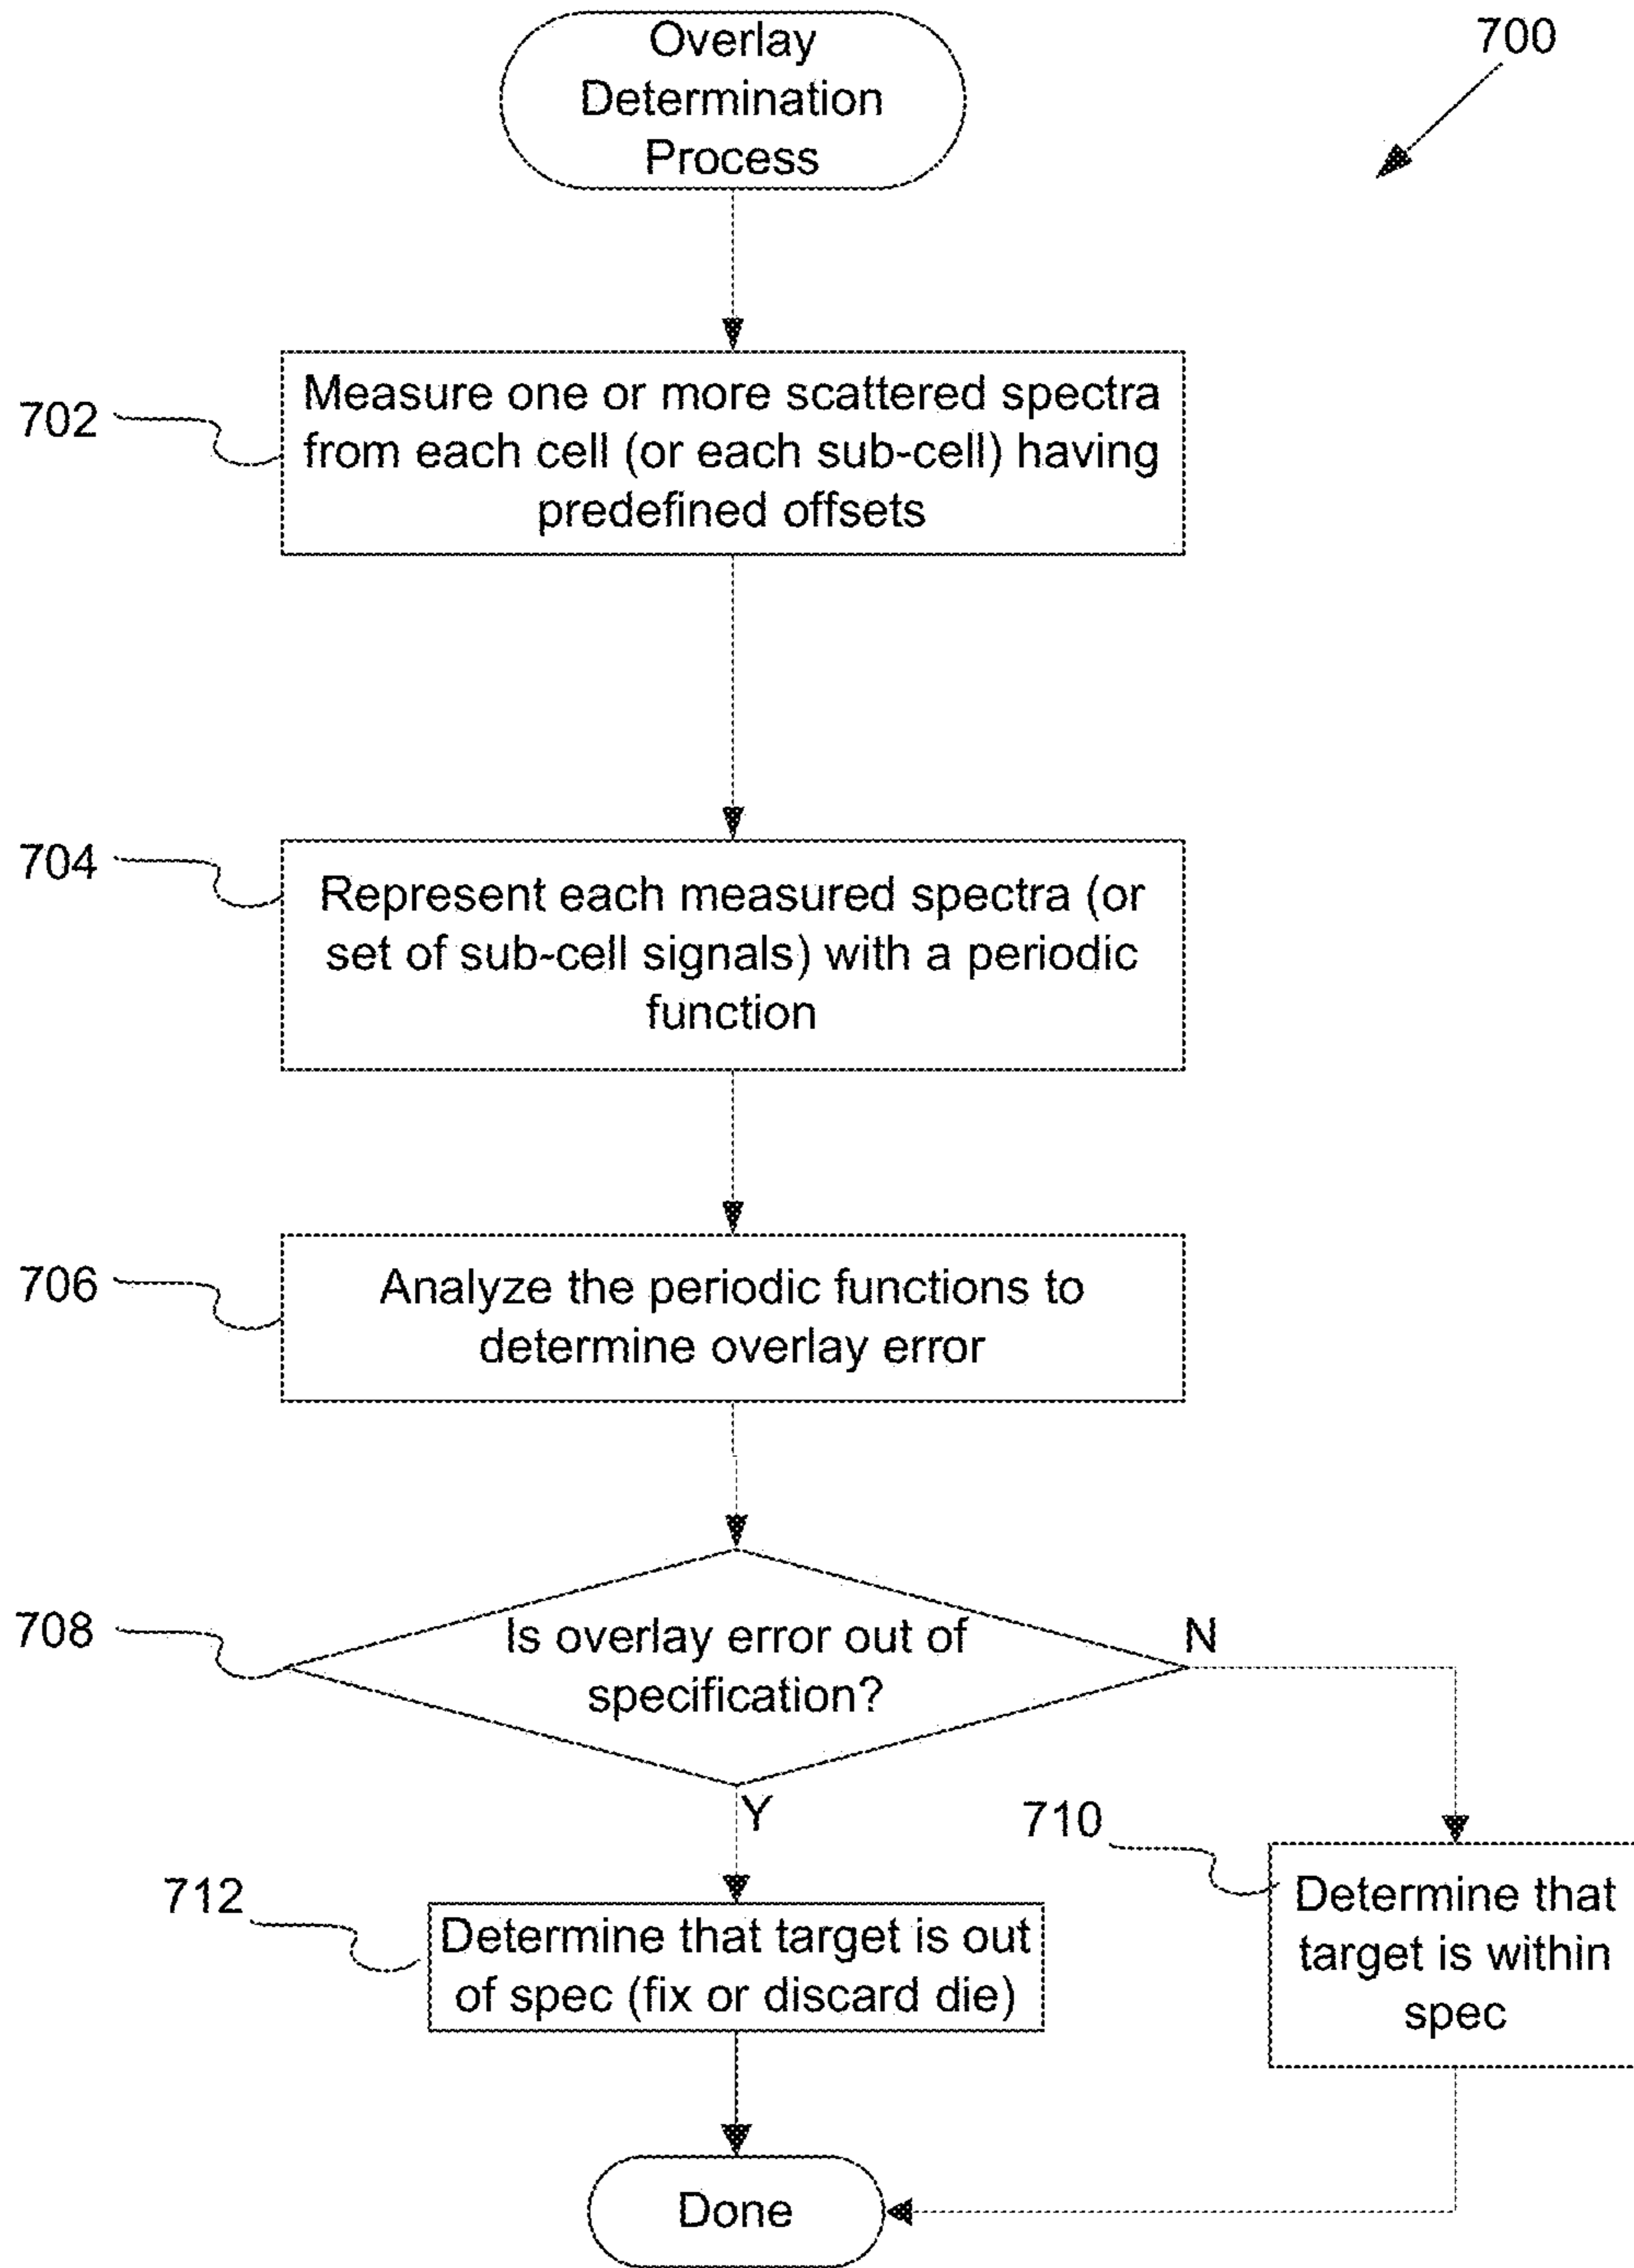 Overlay
Determination
Process
700
702
Measure one or more scattered spectra
from each cell (or each sub-cell) having
predefined offsets
704
Represent each measured spectra (or
set of sub-cell signals) with a periodic
function
706
Analyze the periodic functions to
determine overlay error
708
Is overlay error out of
specification?
N
Y
710
Determine that
target is within
spec
712
Determine that target is out
of spec (fix or discard die)
Done